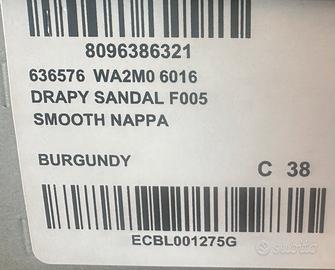 8096386321
636576 WA2M0 6016
DRAPY SANDAL F005
SMOOTH NAPPA
BURGUNDY
C 38
ECBL001275G
subito